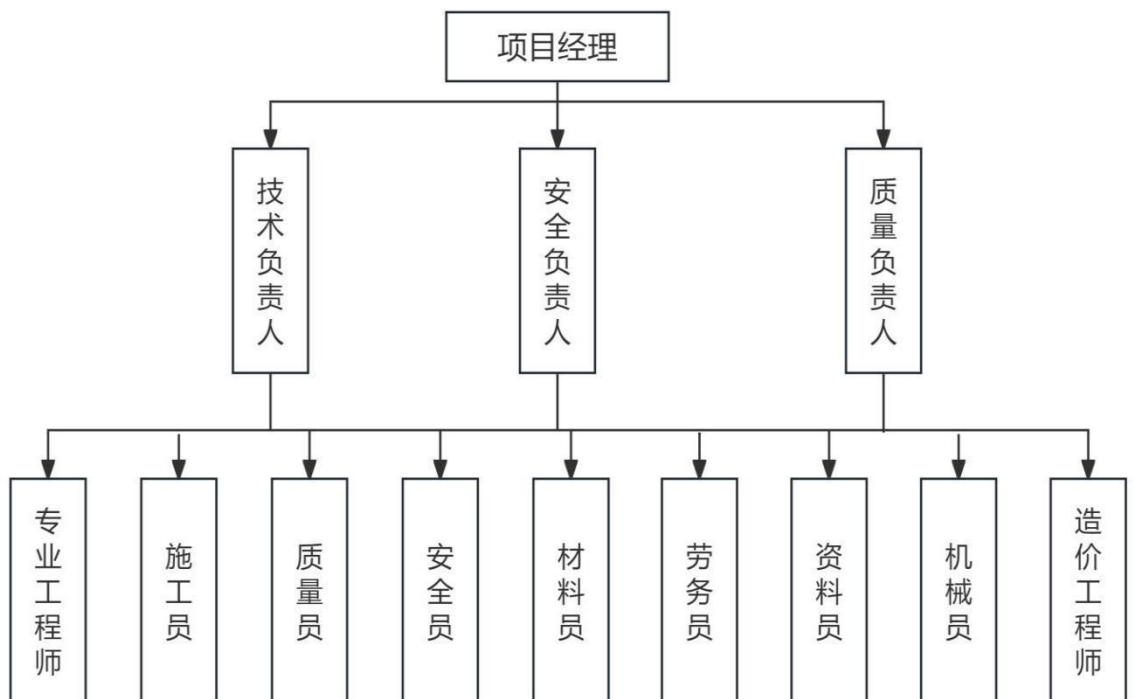 项目经理
技术负责人
安全负责人
质量负责人
专业工程师
施工员
质量员
安全员
材料员
劳务员
资料员
机械员
造价工程师